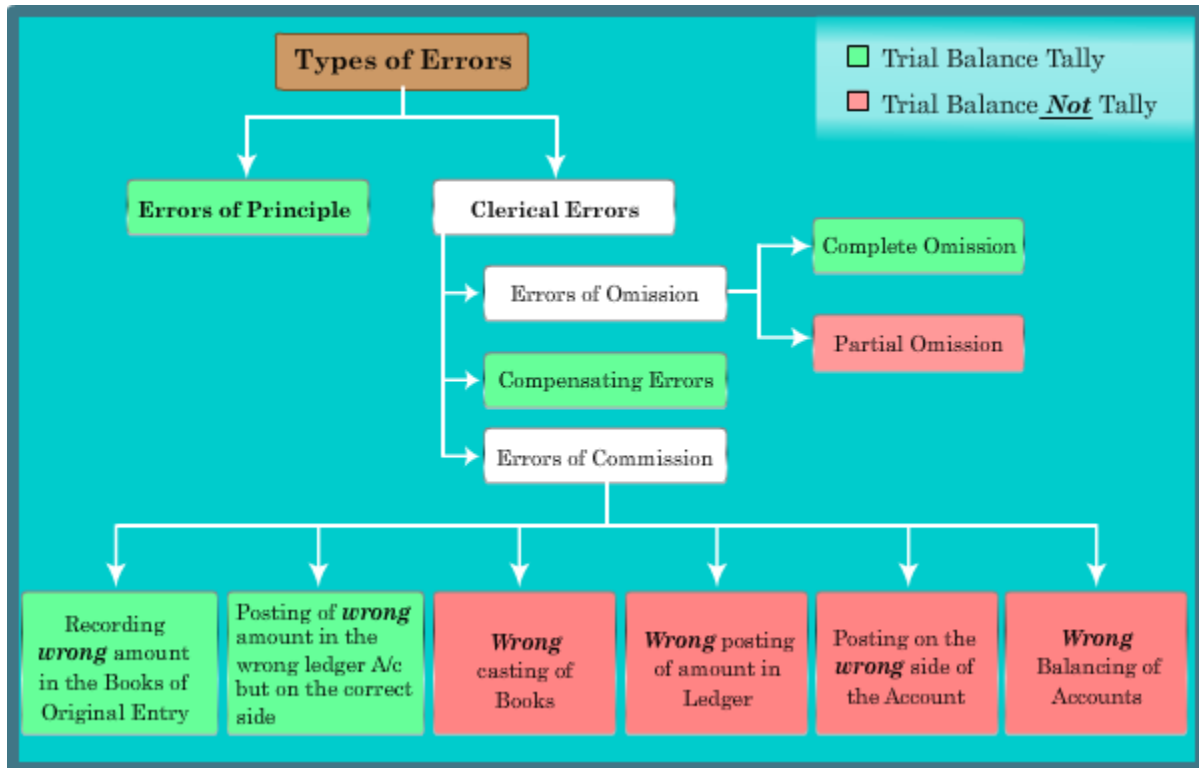 Types of Errors
Trial Balance Tally
Trial Balance Not Tally
Errors of Principle
Clerical Errors
Complete Omission
Errors of Omission
Partial Omission
Compensating Errors
Errors of Commission
Recording
wrong amount
in the Books of
Original Entry
Posting of wrong
amount in the
wrong ledger A/c
but on the correct
side
Wrong
casting of
Books
Wrong posting
of amount in
Ledger
Posting on the
wrong side of
the Account
Wrong
Balancing of
Accounts